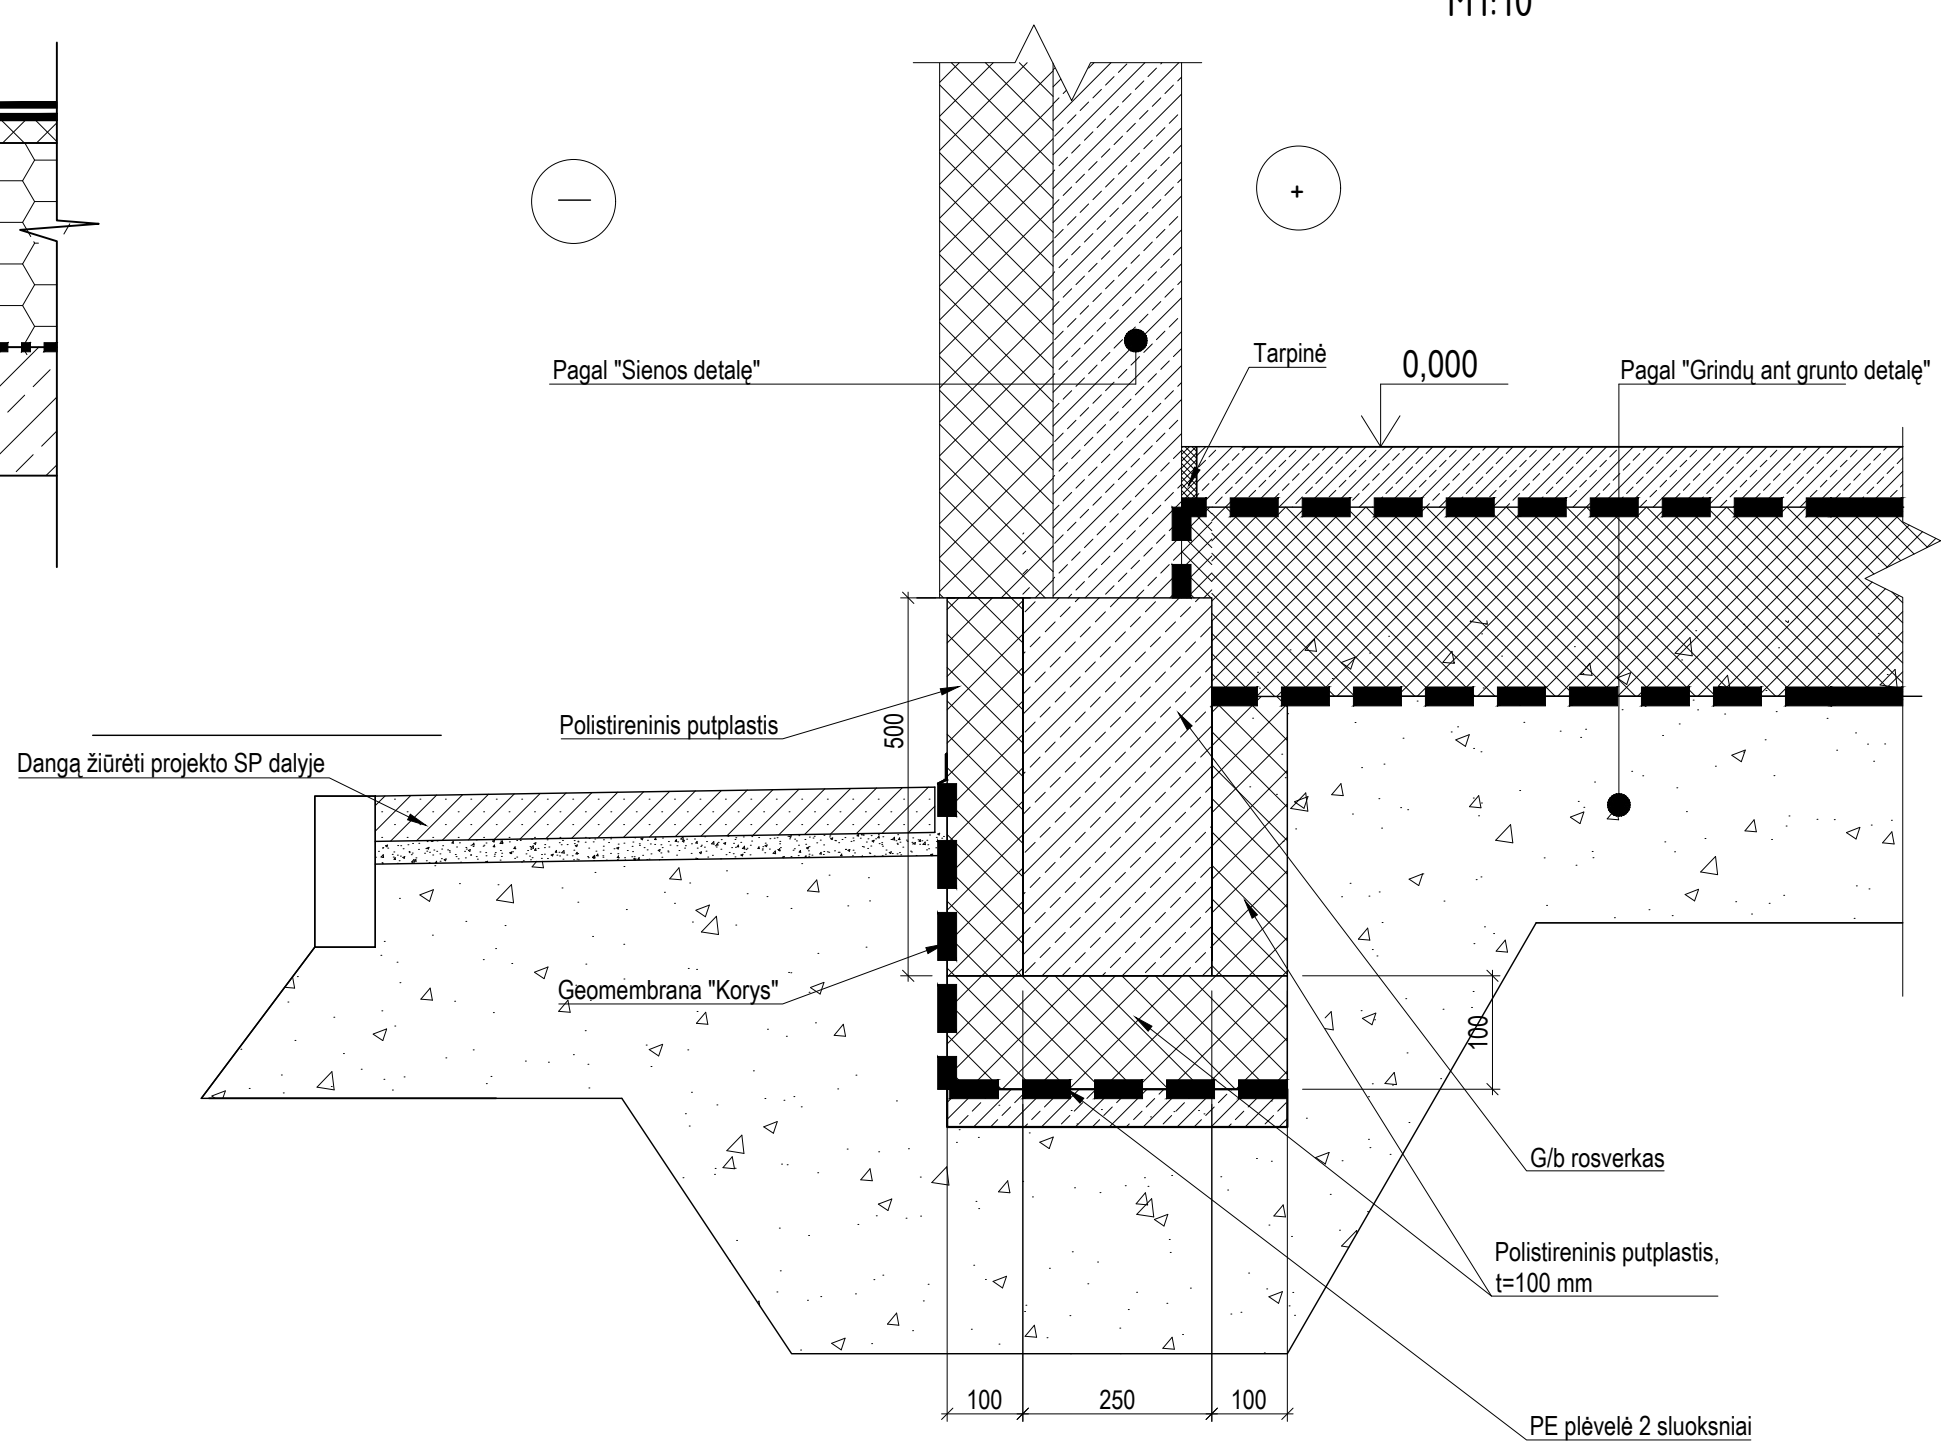 M1:10
+
Tarpinė
0,000
Pagal "Sienos detalę"
Pagal "Grindų ant grunto detalę"
500
Polistireninis putplastis
Dangą žiūrėti projekto SP dalyje
Geomembrana "Korys"
100
G/b rosverkas
Polistireninis putplastis,
t=100 mm
100
250
100
PE plėvelė 2 sluoksniai